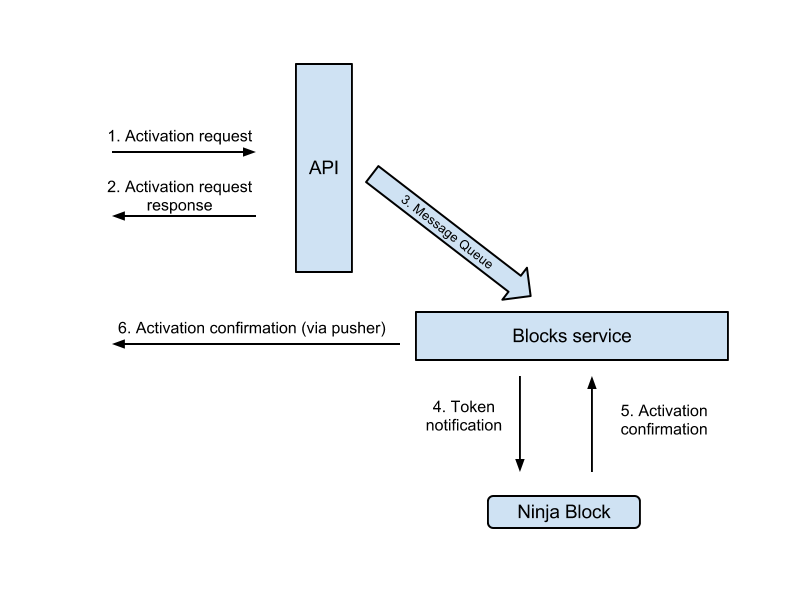 1. Activation request
API
2. Activation request
response
3. Message Queue
6. Activation confirmation (via pusher)
Blocks service
4. Token
notification
5. Activation
confirmation
Ninja Block